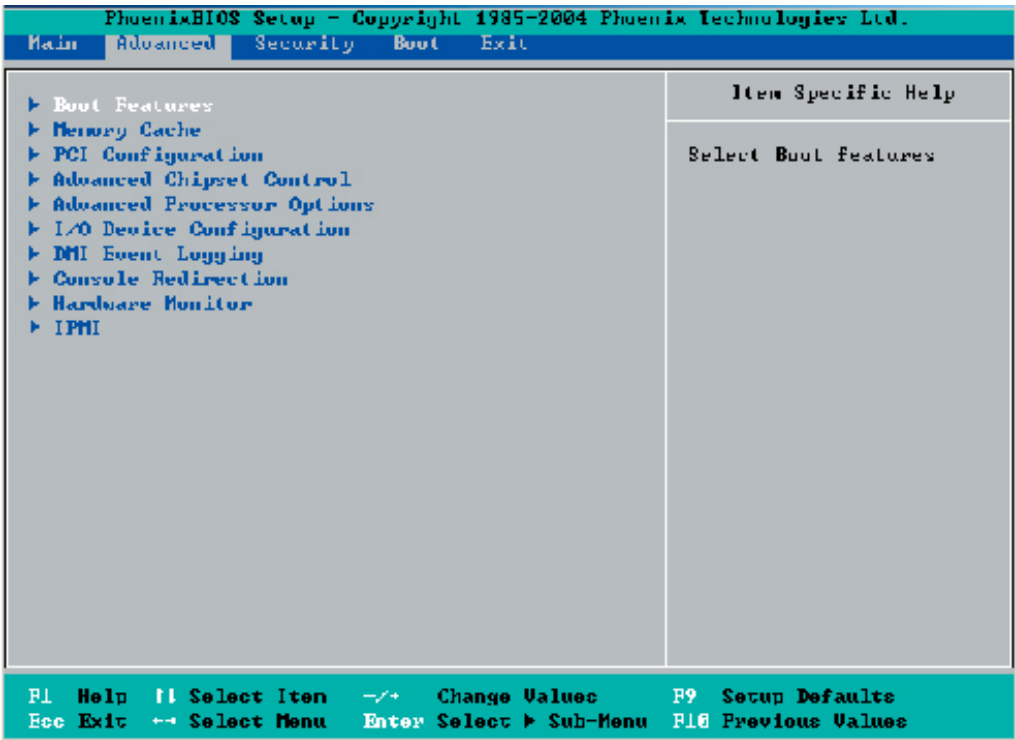 PhoenixBIOS Setup - Copyright 1985-2004 Phoenix Technologies Ltd.
Main Advanced Security Boot Exit
Item Specific Help
▶ Boot Features
▶ Memory Cache
▶ PCI Configuration
▶ Advanced Chipset Control
▶ Advanced Processor Options
▶ I/O Device Configuration
▶ DMI Event Logging
▶ Console Redirection
▶ Hardware Monitor
▶ IPMI
Select Boot features
F1 Help ↑↓ Select Item -/+ Change Values F9 Setup Defaults
Esc Exit ←→ Select Menu Enter Select ▶ Sub-Menu F10 Previous Values